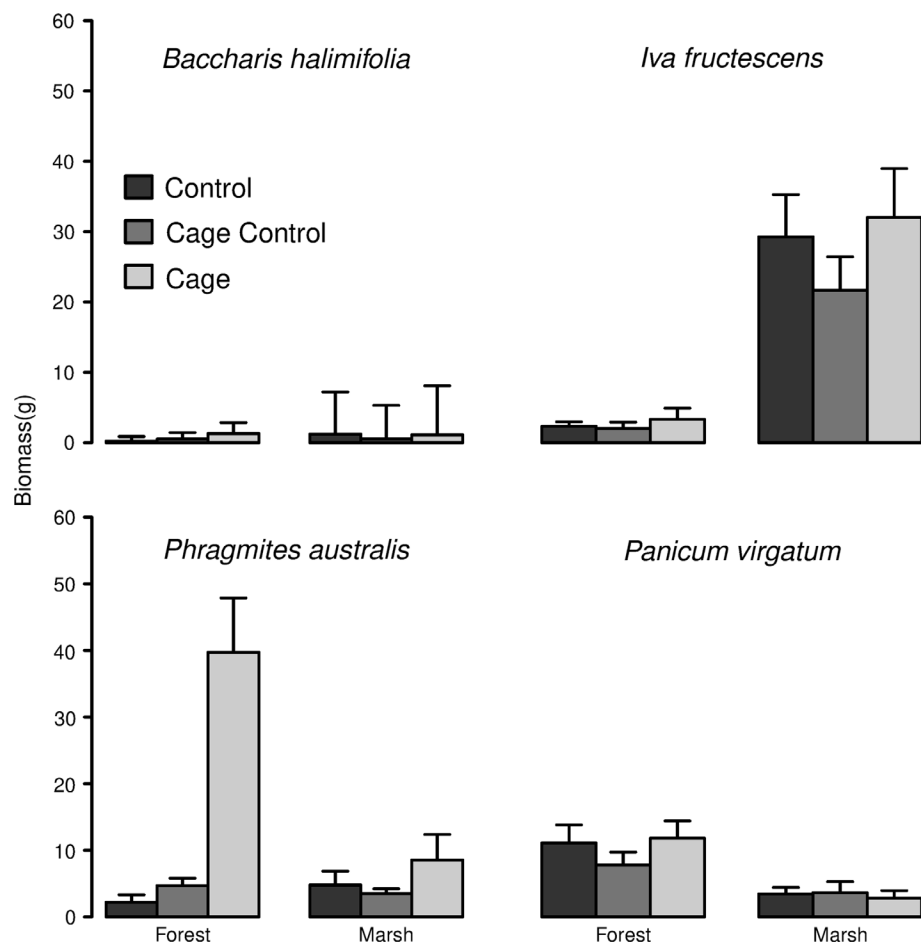 60
Baccharis halimifolia
Iva fructescens
50
40
Control
30
Cage Control
Cage
20
10
0
Biomass(g)
60
Phragmites australis
Panicum virgatum
50
40
30
20
10
0
Forest
Marsh
Forest
Marsh